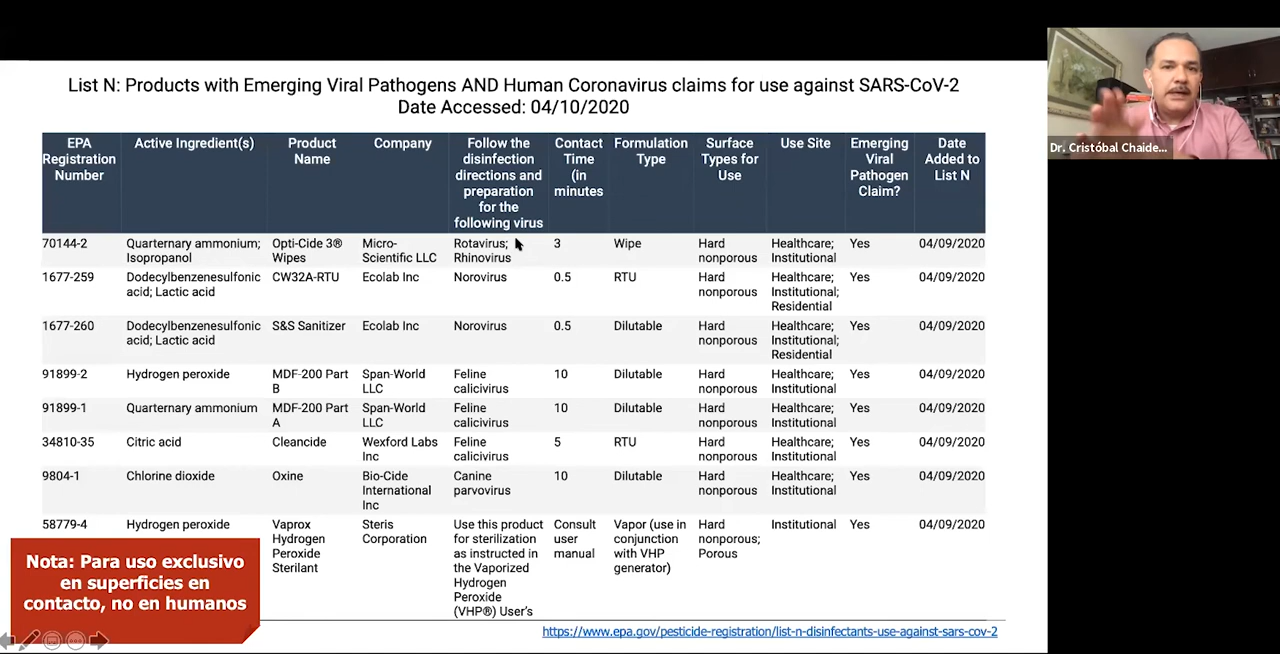 List N: Products with Emerging Viral Pathogens AND Human Coronavirus claims for use against SARS-CoV-2
Date Accessed: 04/10/2020
EPA Registration Number
Active Ingredient(s)
Product Name
Company
Follow the disinfection directions and preparation for the following virus
Contact Time (in minutes
Formulation Type
Surface Types for Use
Use Site
Emerging Viral Pathogen Claim?
Date Added to List N
70144-2 Quarternary ammonium; Isopropanol Opti-Cide 3® Wipes Micro-Scientific LLC Rotavirus; Rhinovirus 3 Wipe Hard nonporous Healthcare; Institutional Yes 04/09/2020
1677-259 Dodecylbenzenesulfonic acid; Lactic acid CW32A-RTU Ecolab Inc Norovirus 0.5 RTU Hard nonporous Healthcare; Institutional; Residential Yes 04/09/2020
1677-260 Dodecylbenzenesulfonic acid; Lactic acid S&S Sanitizer Ecolab Inc Norovirus 0.5 Dilutable Hard nonporous Healthcare; Institutional; Residential Yes 04/09/2020
91899-2 Hydrogen peroxide MDF-200 Part B Span-World LLC Feline calicivirus 10 Dilutable Hard nonporous Healthcare; Institutional Yes 04/09/2020
91899-1 Quarternary ammonium MDF-200 Part A Span-World LLC Feline calicivirus 10 Dilutable Hard nonporous Healthcare; Institutional Yes 04/09/2020
34810-35 Citric acid Cleancide Wexford Labs Inc Feline calicivirus 5 RTU Hard nonporous Healthcare; Institutional Yes 04/09/2020
9804-1 Chlorine dioxide Oxine Bio-Cide International Inc Canine parvovirus 10 Dilutable Hard nonporous Healthcare; Institutional Yes 04/09/2020
58779-4 Hydrogen peroxide Vaprox Hydrogen Peroxide Sterilant Steris Corporation Use this product for sterilization as instructed in the Vaporized Hydrogen Peroxide (VHP®) User's Consult user manual Vapor (use in conjunction with VHP generator) Hard nonporous; Porous Institutional Yes 04/09/2020
Nota: Para uso exclusivo
en superficies en
contacto, no en humanos
https://www.epa.gov/pesticide-registration/list-n-disinfectants-use-against-sars-cov-2
Dr. Cristóbal Chaide...